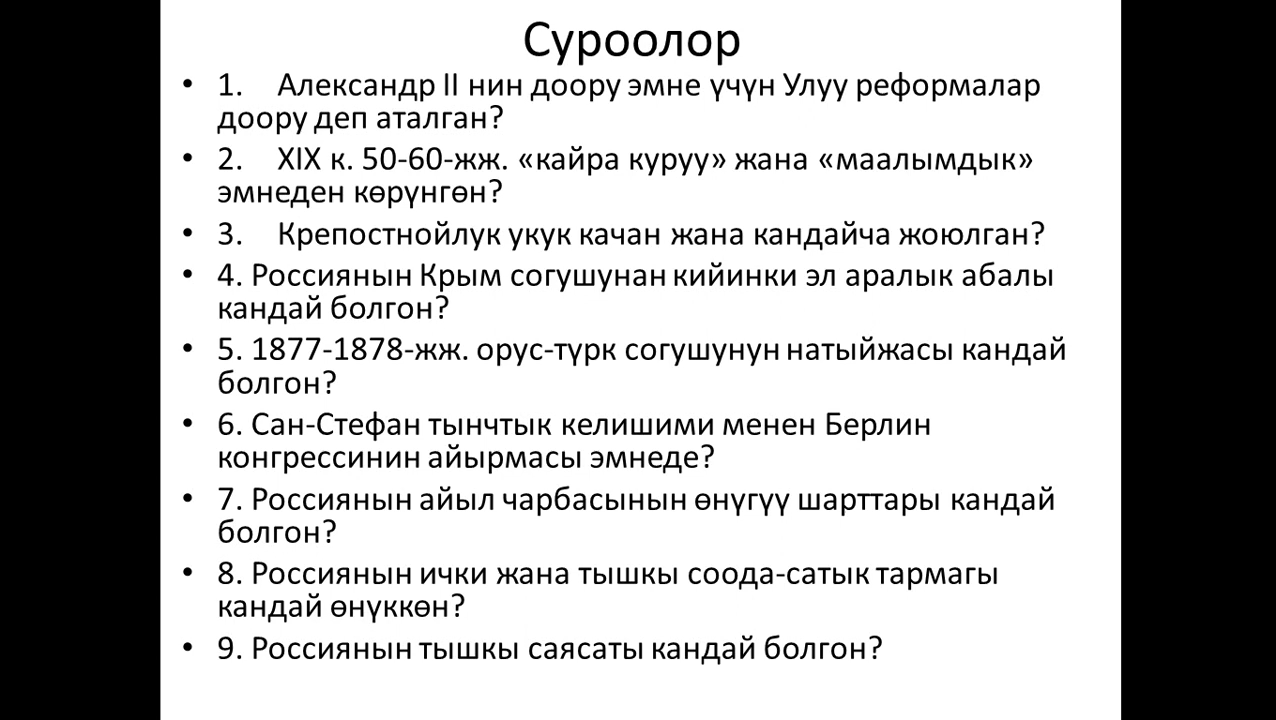 Суроолор
• 1. Александр II нин доору эмне үчүн Улуу реформалар
доору деп аталган?
• 2. XIX к. 50-60-жж. «кайра куруу» жана «маалымдык»
эмнеден көрүнгөн?
• 3. Крепостнойлук укук качан жана кандайча жоюлган?
• 4. Россиянын Крым согушунан кийинки эл аралык абалы
кандай болгон?
• 5. 1877-1878-жж. орус-түрк согушунун натыйжасы кандай
болгон?
• 6. Сан-Стефан тынчтык келишими менен Берлин
конгрессинин айырмасы эмнеде?
• 7. Россиянын айыл чарбасынын өнүгүү шарттары кандай
болгон?
• 8. Россиянын ички жана тышкы соода-сатык тармагы
кандай өнүккөн?
• 9. Россиянын тышкы саясаты кандай болгон?